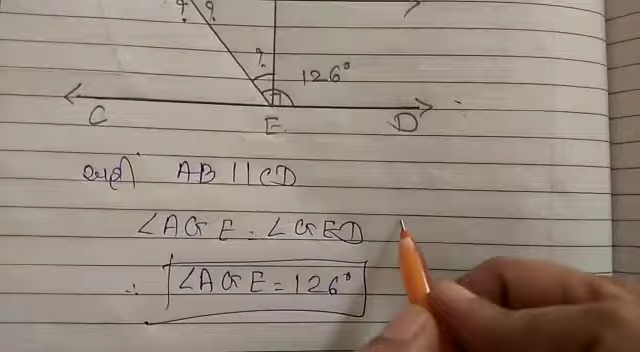 ? ?
?
126°
C E D
અહીં AB || CD
∠AGE = ∠GED
∴ ∠AGE = 126°